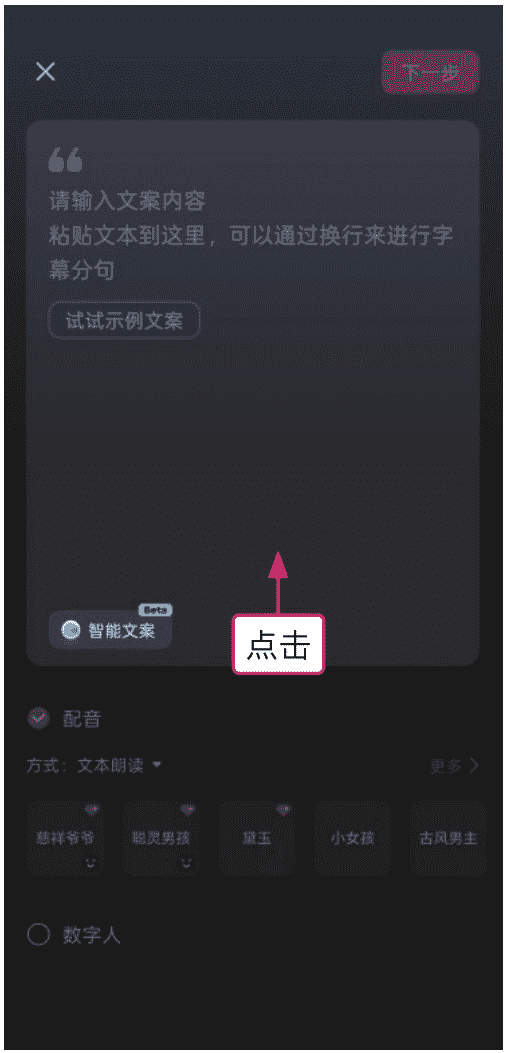 下一步
请输入文案内容
粘贴文本到这里，可以通过换行来进行字
幕分句
试试示例文案
Beta
智能文案
点击
配音
方式：文本朗读
更多
慈祥爷爷
聪灵男孩
黛玉
小女孩
古风男主
数字人